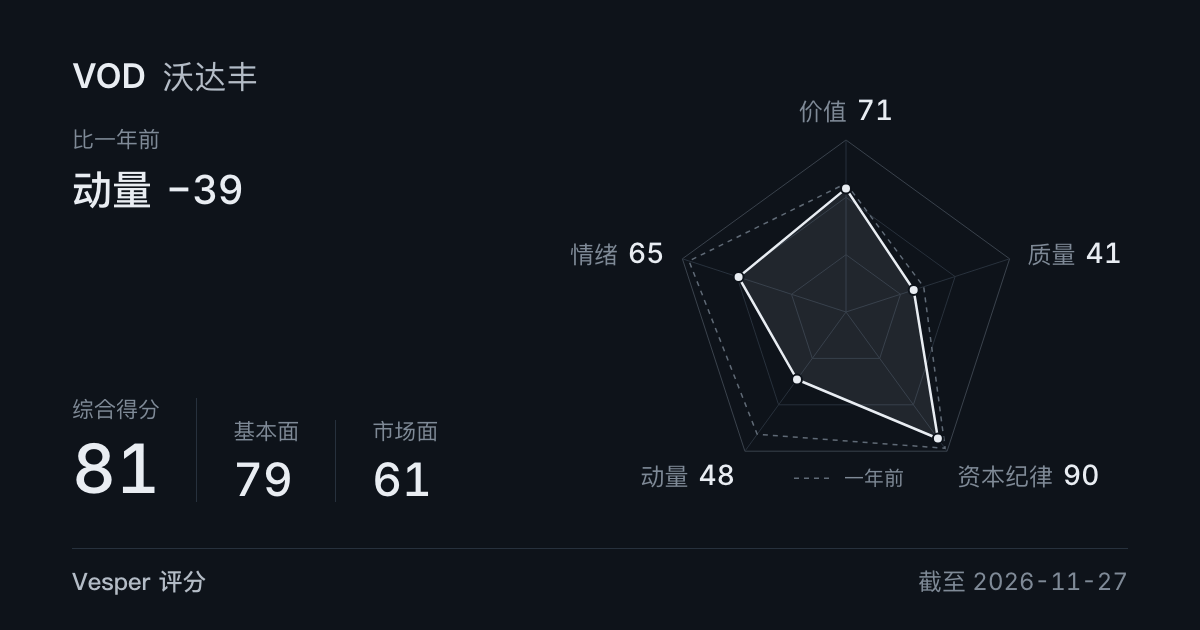 VOD 沃达丰
比一年前
动量 −39
价值 71
情绪 65
质量 41
动量 48
一年前
资本纪律 90
综合得分
81
基本面
79
市场面
61
Vesper 评分
截至 2026-11-27